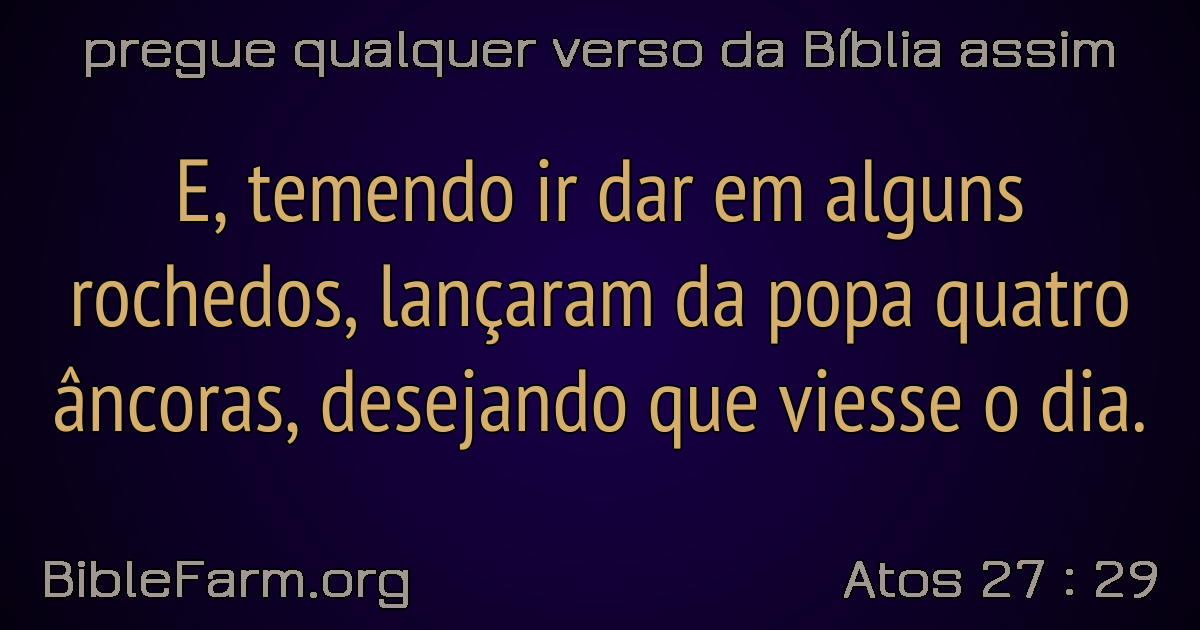 pregue qualquer verso da Bíblia assim
E, temendo ir dar em alguns
rochedos, lançaram da popa quatro
âncoras, desejando que viesse o dia.
BibleFarm.org
Atos 27 : 29